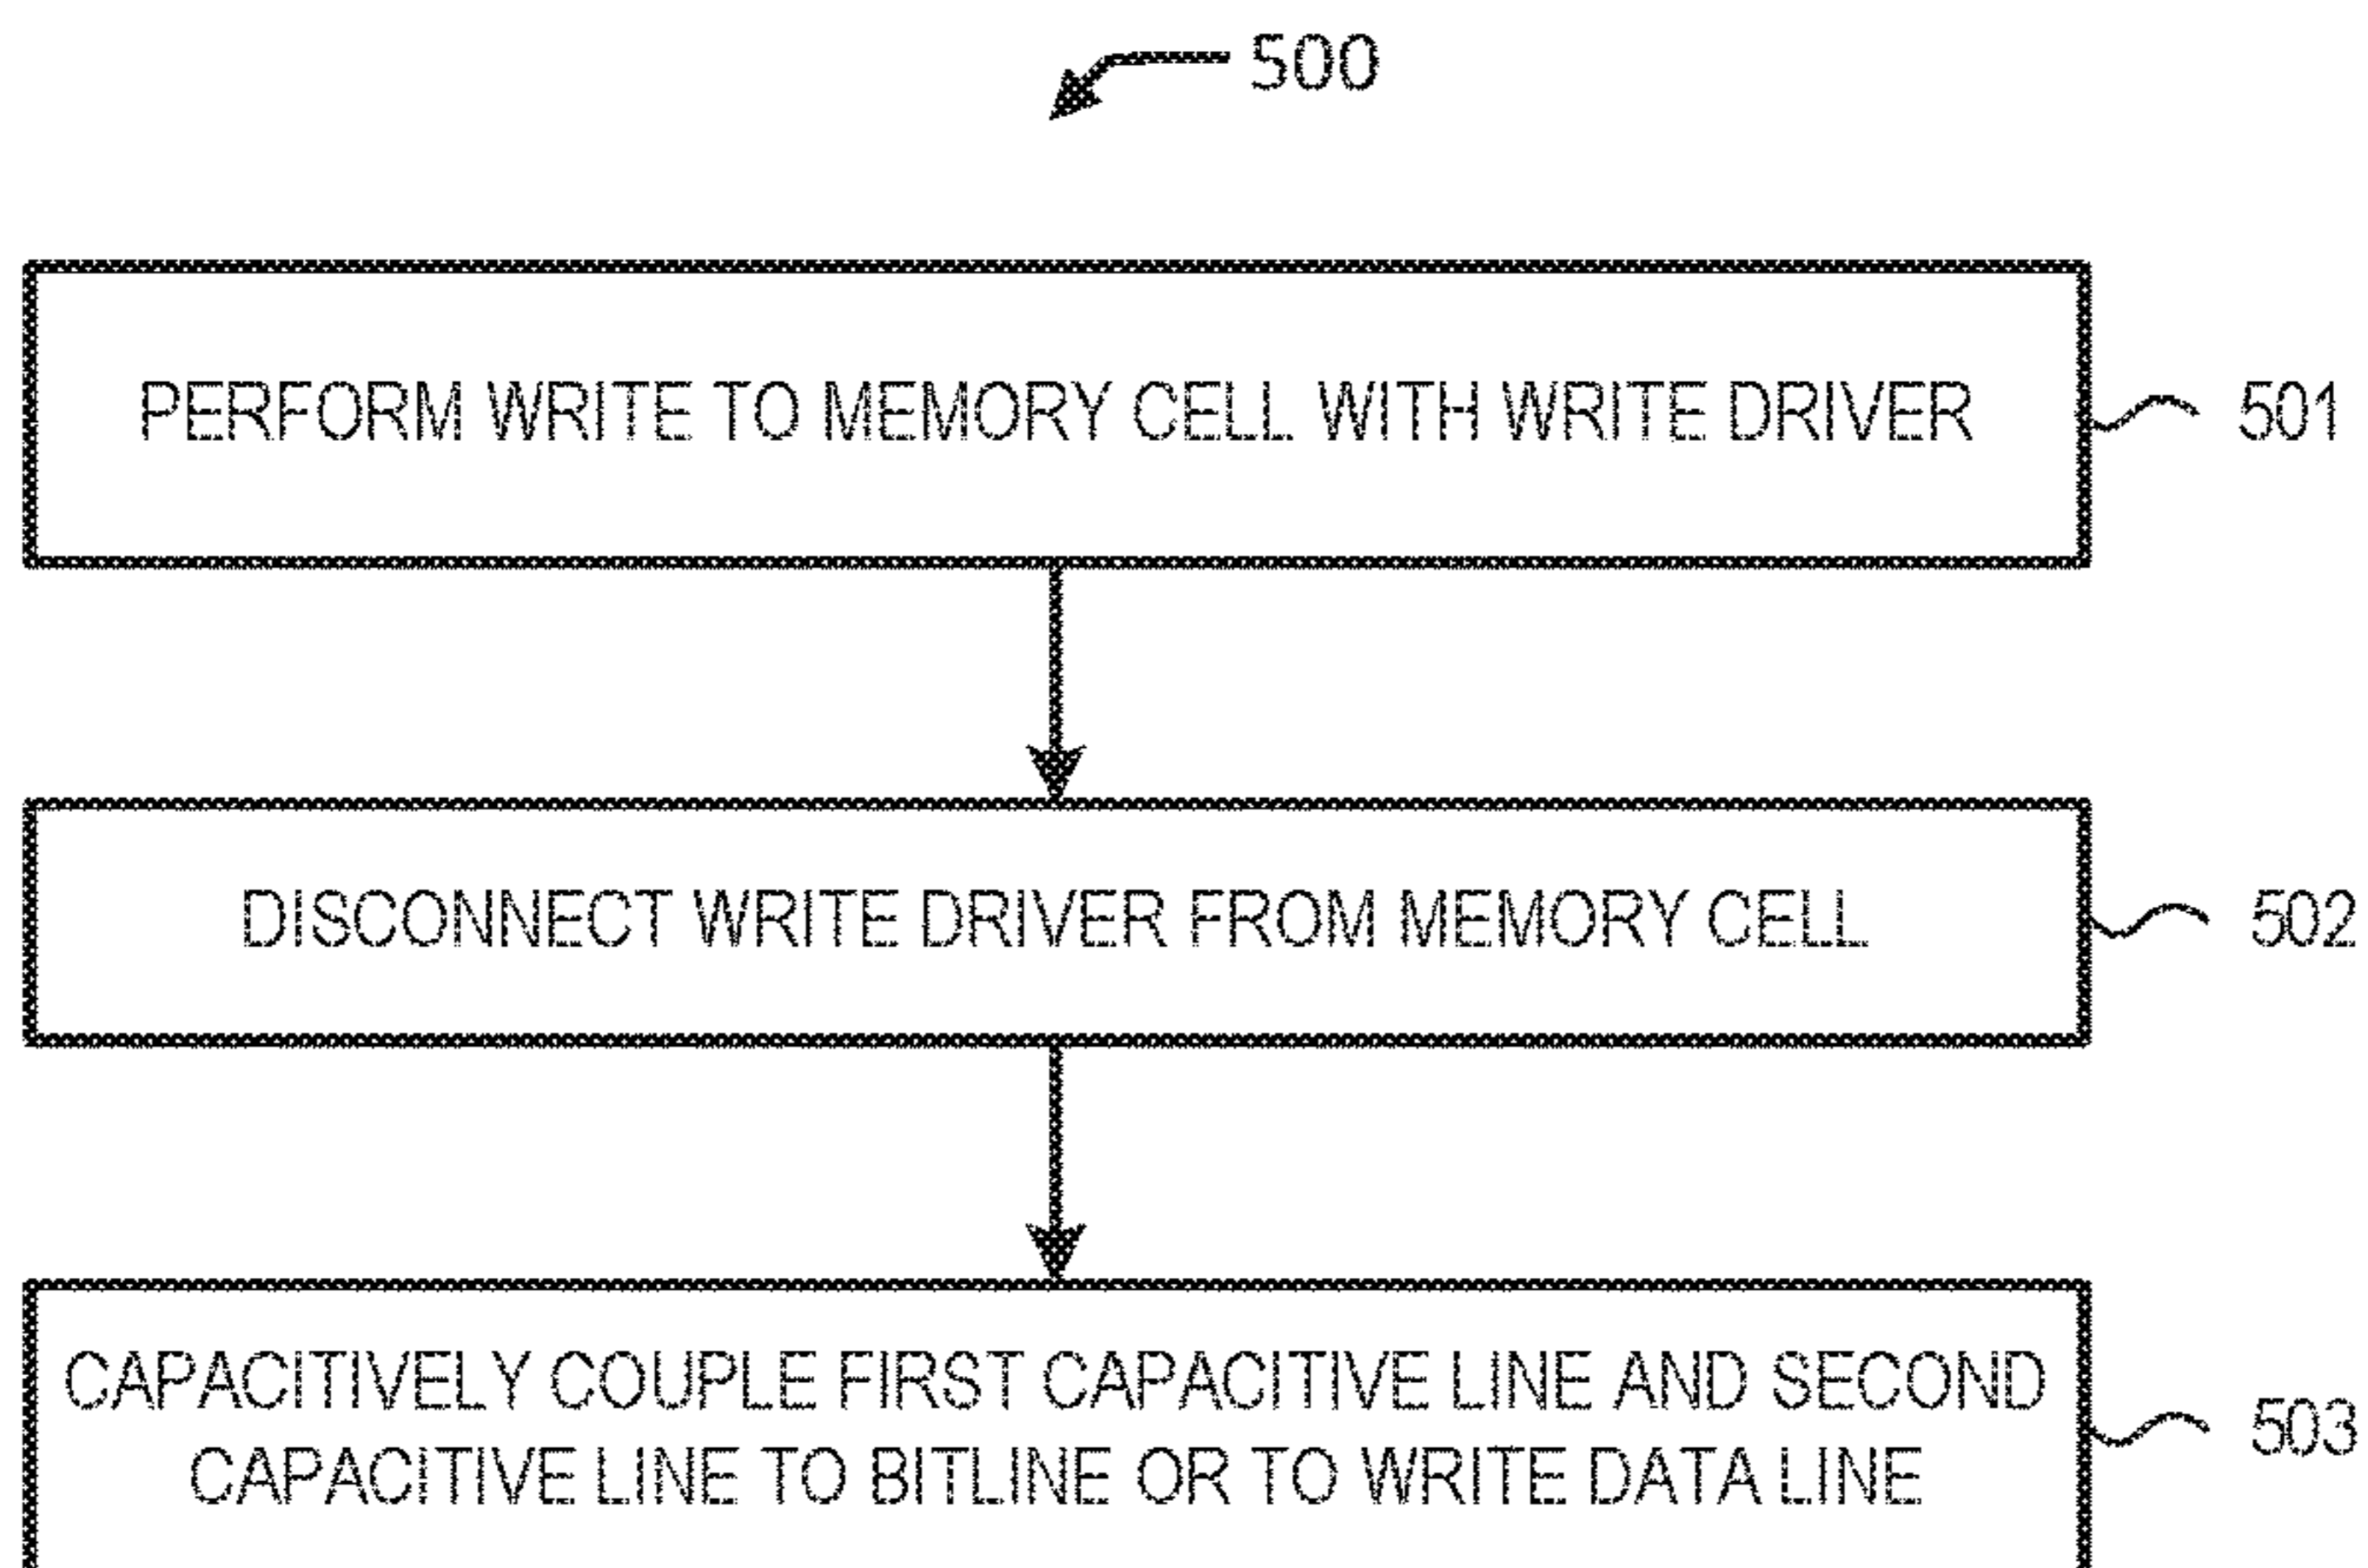 500
PERFORM WRITE TO MEMORY CELL WITH WRITE DRIVER
501
DISCONNECT WRITE DRIVER FROM MEMORY CELL
502
CAPACITIVELY COUPLE FIRST CAPACITIVE LINE AND SECOND
CAPACITIVE LINE TO BITLINE OR TO WRITE DATA LINE
503